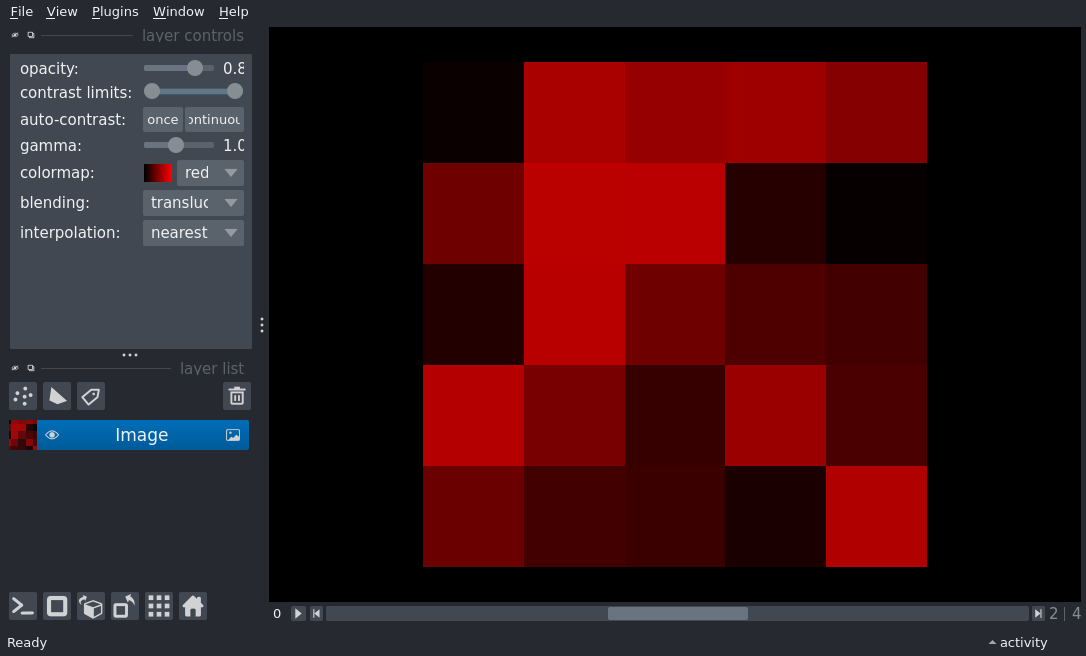 File View Plugins Window Help
layer controls
opacity: 0.8
contrast limits:
auto-contrast: once ontinuou
gamma: 1.0
colormap: red
blending: transluc
interpolation: nearest
layer list
Image
0 2 | 4
Ready activity